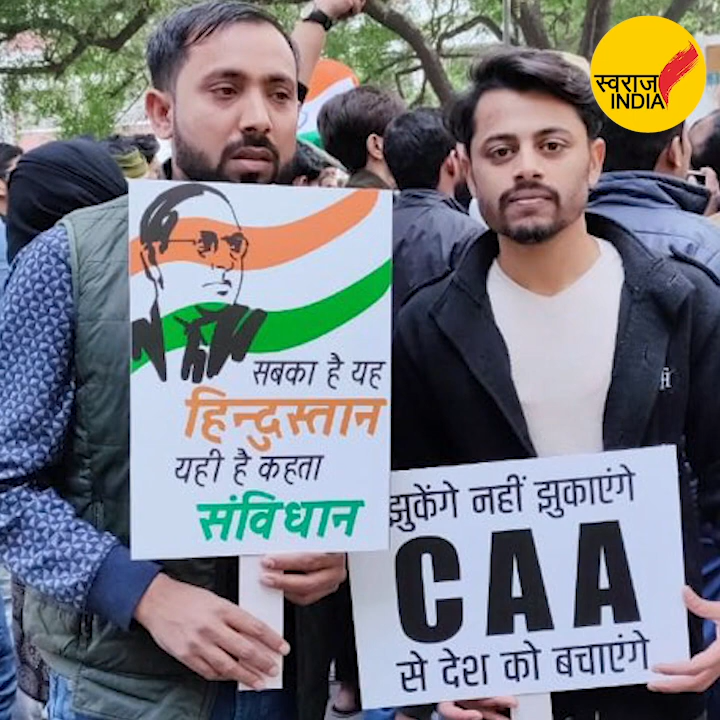 स्वराज
INDIA
सबका है यह
हिन्दुस्तान
यही है कहता
संविधान
झुकेंगे नहीं झुकाएंगे
CAA
से देश को बचाएंगे